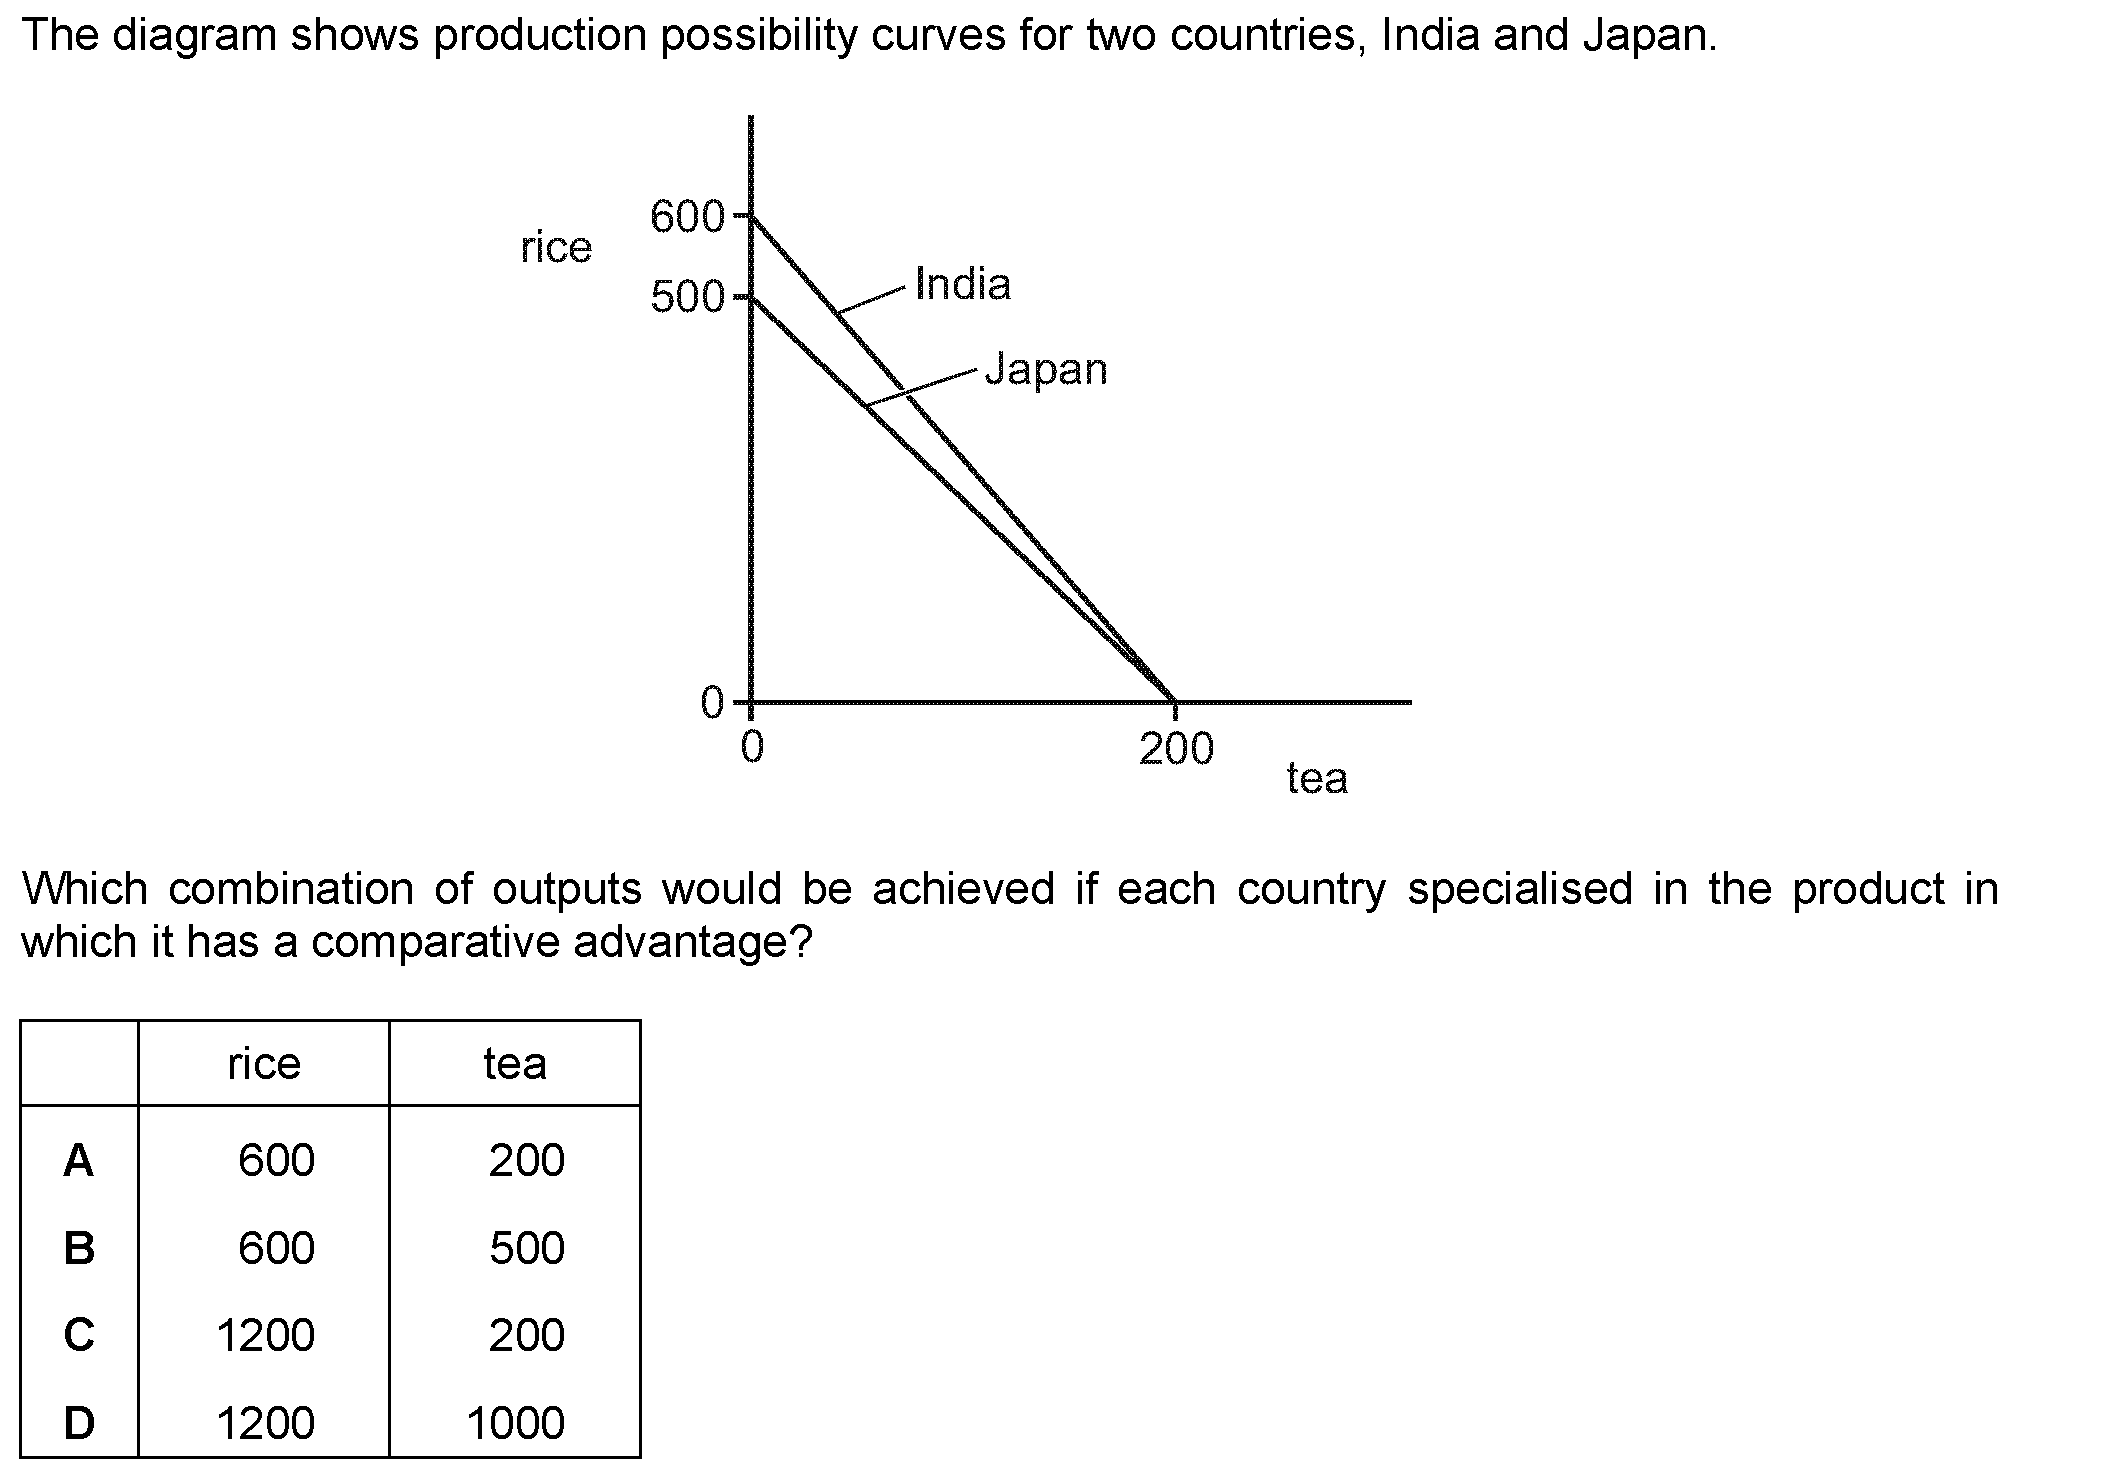 The diagram shows production possibility curves for two countries, India and Japan.
600
rice
India
500
Japan
0
0
200
tea
Which combination of outputs would be achieved if each country specialised in the product in
which it has a comparative advantage?
rice tea
A 600 200
B 600 500
C 1200 200
D 1200 1000